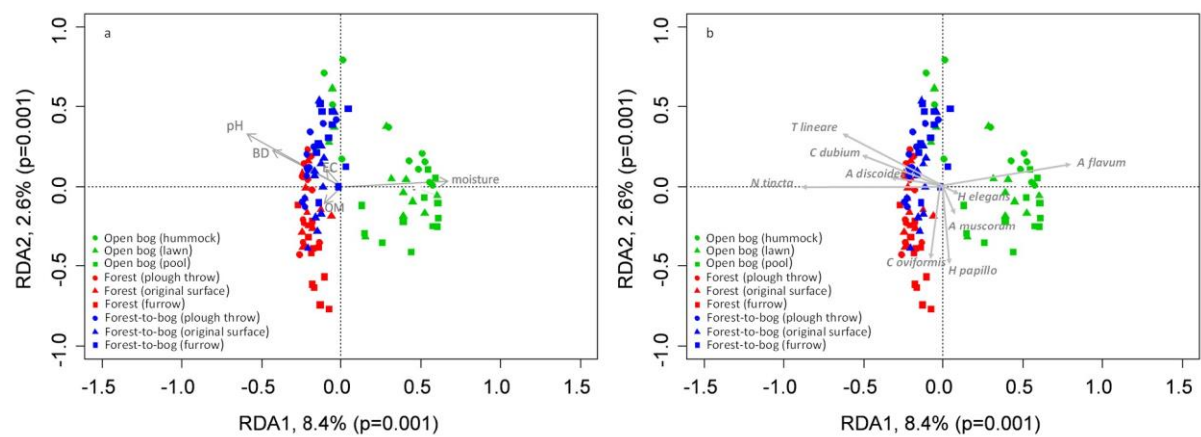 a
b
1.0
0.5
0.0
-0.5
-1.0
RDA2, 2.6% (p=0.001)
pH
BD
EC
moisture
OM
Open bog (hummock)
Open bog (lawn)
Open bog (pool)
Forest (plough throw)
Forest (original surface)
Forest (furrow)
Forest-to-bog (plough throw)
Forest-to-bog (original surface)
Forest-to-bog (furrow)
-1.5 -1.0 -0.5 0.0 0.5 1.0 1.5
RDA1, 8.4% (p=0.001)
1.0
0.5
0.0
-0.5
-1.0
RDA2, 2.6% (p=0.001)
T lineare
C dubium
A flavum
A discoides
N tincta
H elegans
A muscorum
C oviformis
H papillo
Open bog (hummock)
Open bog (lawn)
Open bog (pool)
Forest (plough throw)
Forest (original surface)
Forest (furrow)
Forest-to-bog (plough throw)
Forest-to-bog (original surface)
Forest-to-bog (furrow)
-1.5 -1.0 -0.5 0.0 0.5 1.0 1.5
RDA1, 8.4% (p=0.001)